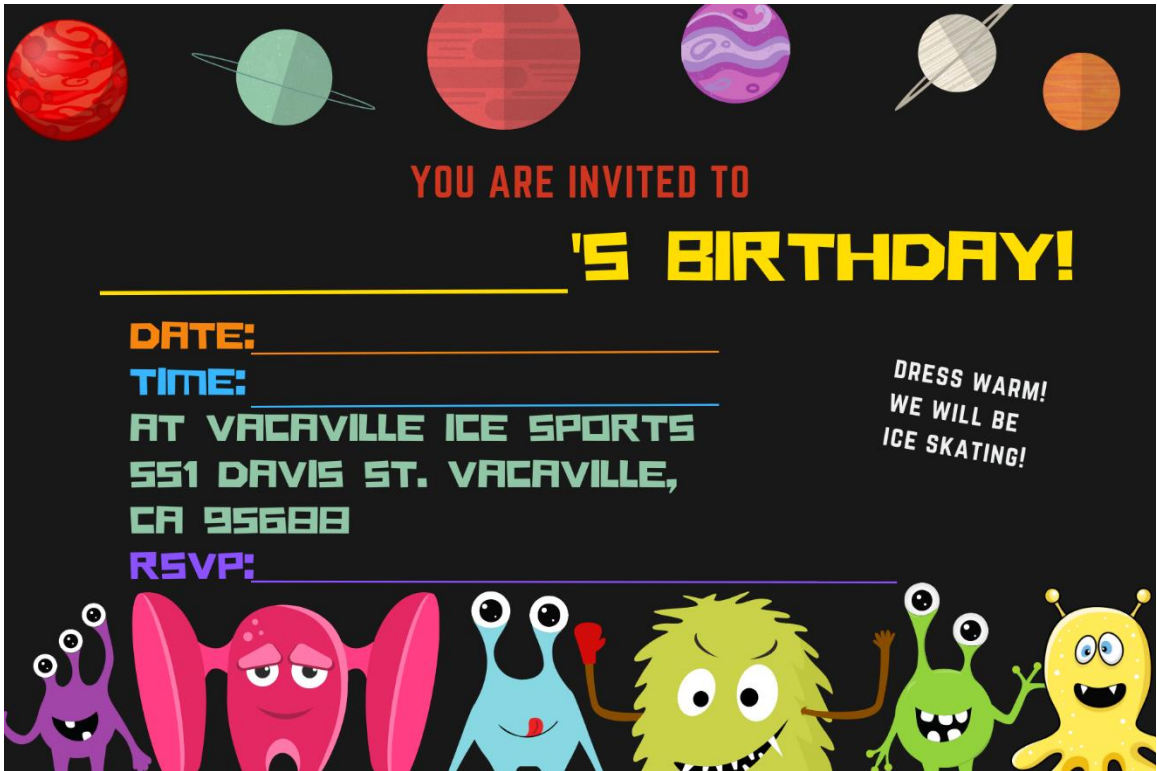 YOU ARE INVITED TO
'S BIRTHDAY!
DATE:
TIME:
AT VACAVILLE ICE SPORTS
551 DAVIS ST. VACAVILLE,
CA 95688
RSVP:
DRESS WARM!
WE WILL BE
ICE SKATING!